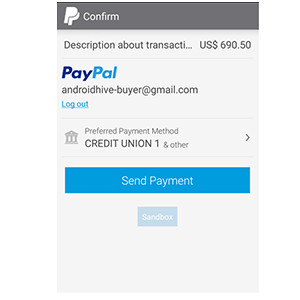 Confirm
Description about transacti... US$ 690.50
PayPal
androidhive-buyer@gmail.com
Log out
Preferred Payment Method
CREDIT UNION 1 & other
Send Payment
Sandbox